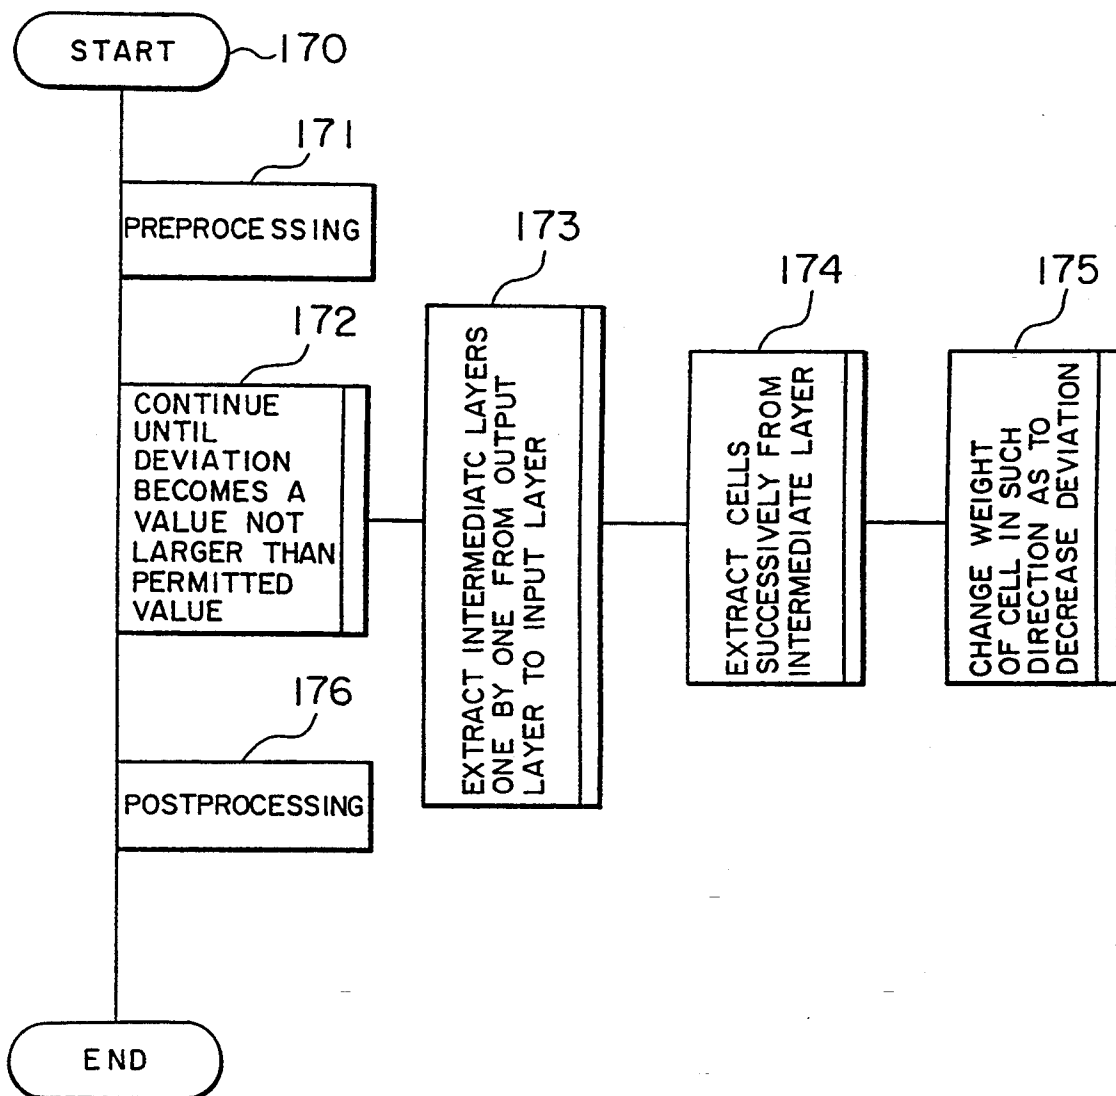 START
170
171
PREPROCESSING
172
CONTINUE
UNTIL
DEVIATION
BECOMES A
VALUE NOT
LARGER THAN
PERMITTED
VALUE
173
EXTRACT INTERMEDIATC LAYERS
ONE BY ONE FROM OUTPUT
LAYER TO INPUT LAYER
174
EXTRACT CELLS
SUCCESSIVELY FROM
INTERMEDIATE LAYER
175
CHANGE WEIGHT
OF CELL IN SUCH
DIRECTION AS TO
DECREASE DEVIATION
176
POSTPROCESSING
END